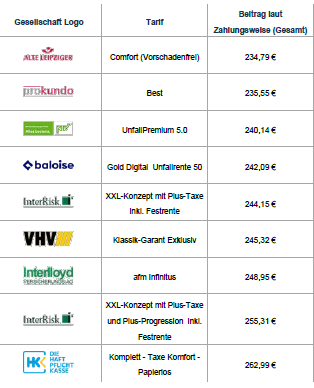 Gesellschaft Logo Tarif Beitrag laut
Zahlungsweise (Gesamt)
ALTE LEIPZIGER Comfort (Vorschadenfrei) 234,79 €
prokundo Best 235,55 €
UnfallPremium 5.0 240,14 €
baloise Gold Digital Unfallrente 50 242,09 €
InterRisk XXL-Konzept mit Plus-Taxe
inkl. Festrente 244,15 €
VHV Klassik-Garant Exklusiv 245,32 €
Interlloyd
VERSICHERUNGS-AG afm Infinitus 248,95 €
InterRisk XXL-Konzept mit Plus-Taxe
und Plus-Progression inkl.
Festrente 255,31 €
HK DIE
HAFT
PFLICHT
KASSE Komplett - Taxe Komfort -
Papierlos 262,99 €